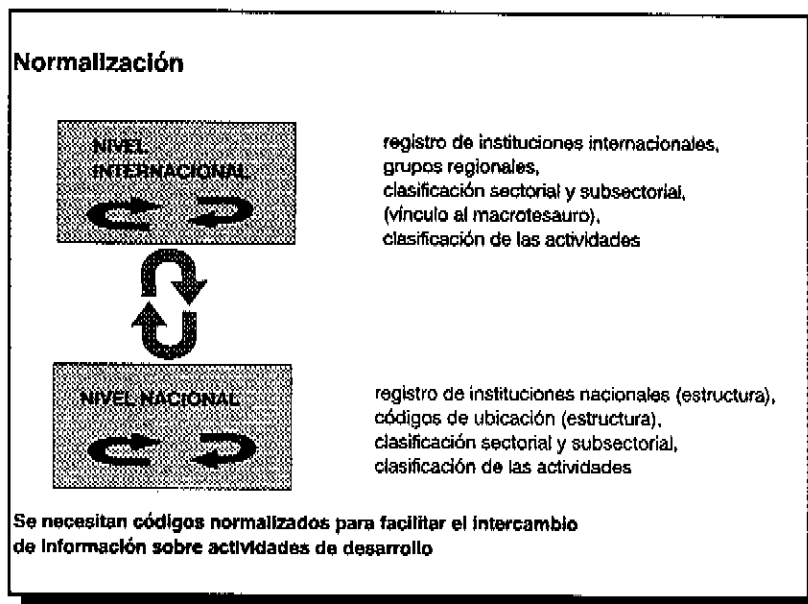 Normalización
NIVEL
INTERNACIONAL
registro de instituciones internacionales,
grupos regionales,
clasificación sectorial y subsectorial,
(vínculo al macrotesauro),
clasificación de las actividades
NIVEL NACIONAL
registro de instituciones nacionales (estructura),
códigos de ubicación (estructura),
clasificación sectorial y subsectorial,
clasificación de las actividades
Se necesitan códigos normalizados para facilitar el intercambio
de información sobre actividades de desarrollo